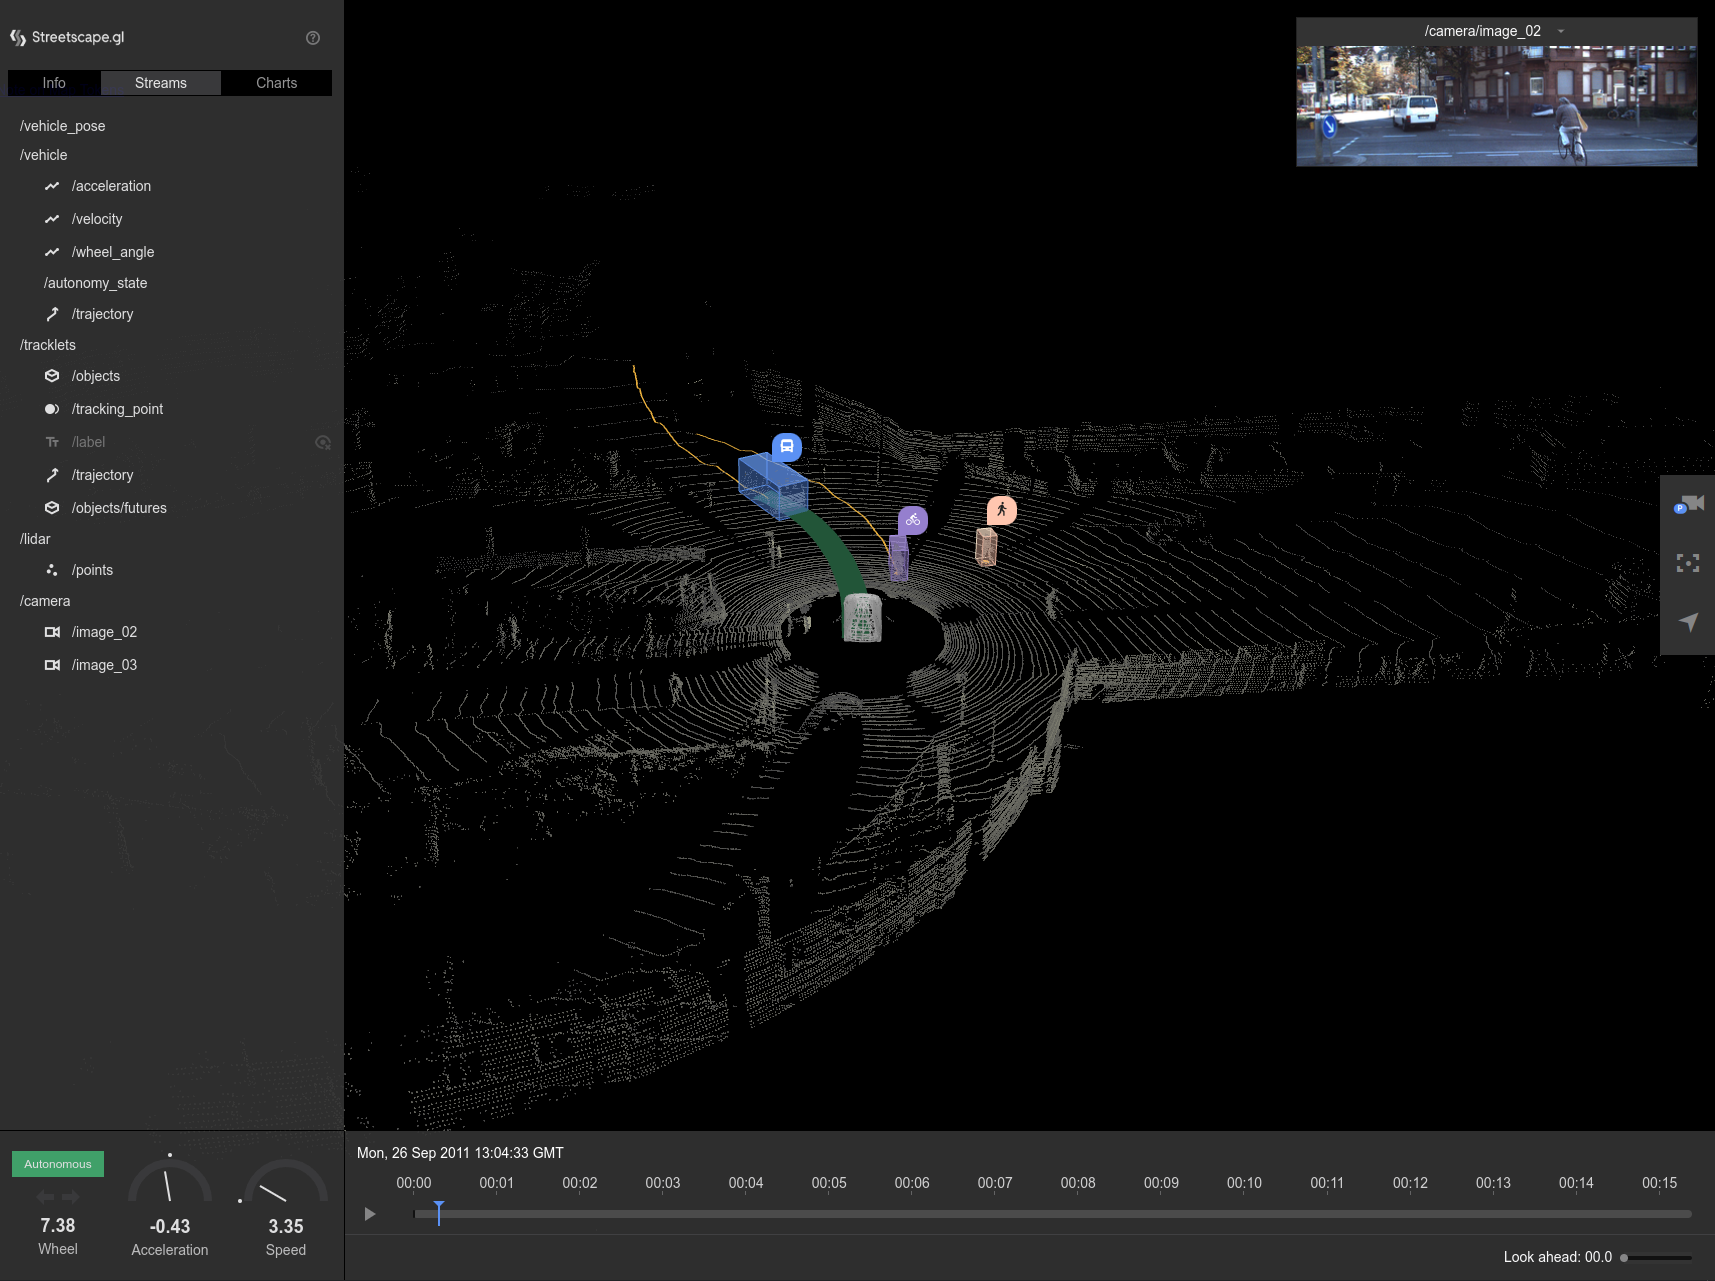 Streetscape.gl
Info Streams Charts
/vehicle_pose
/vehicle
/acceleration
/velocity
/wheel_angle
/autonomy_state
/trajectory
/tracklets
/objects
/tracking_point
/label
/trajectory
/objects/futures
/lidar
/points
/camera
/image_02
/image_03
/camera/image_02
P
Autonomous
7.38
Wheel
-0.43
Acceleration
3.35
Speed
Mon, 26 Sep 2011 13:04:33 GMT
00:00 00:01 00:02 00:03 00:04 00:05 00:06 00:07 00:08 00:09 00:10 00:11 00:12 00:13 00:14 00:15
Look ahead: 00.0